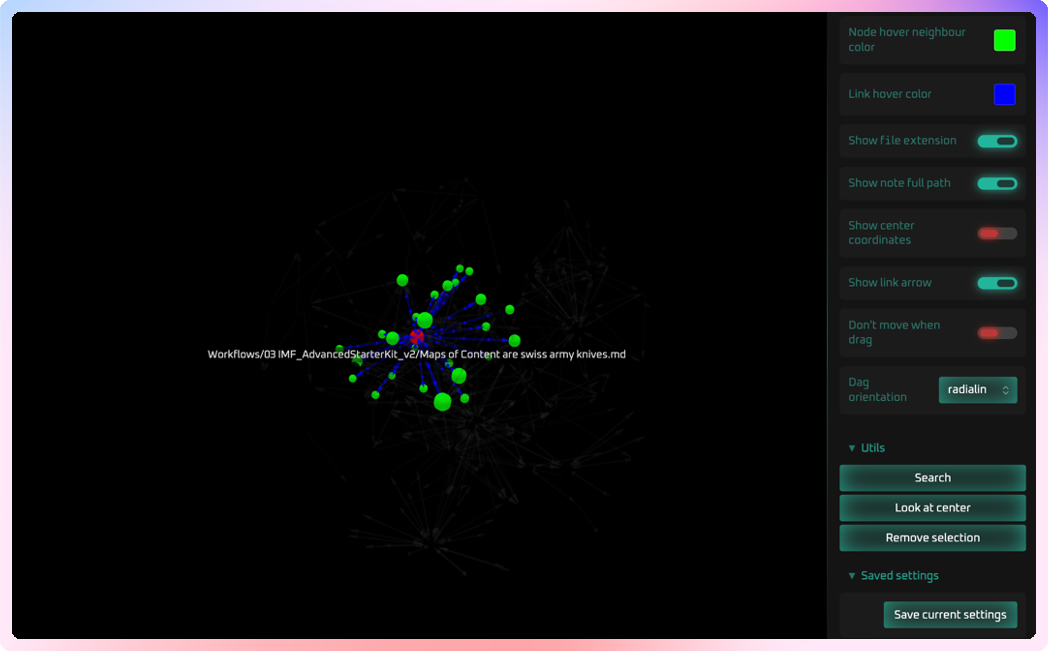 Workflows/03 IMF_AdvancedStarterKit_v2/Maps of Content are swiss army knives.md
Node hover neighbour
color
Link hover color
Show file extension
Show note full path
Show center
coordinates
Show link arrow
Don't move when
drag
Dag
orientation
radialin
▼ Utils
Search
Look at center
Remove selection
▼ Saved settings
Save current settings